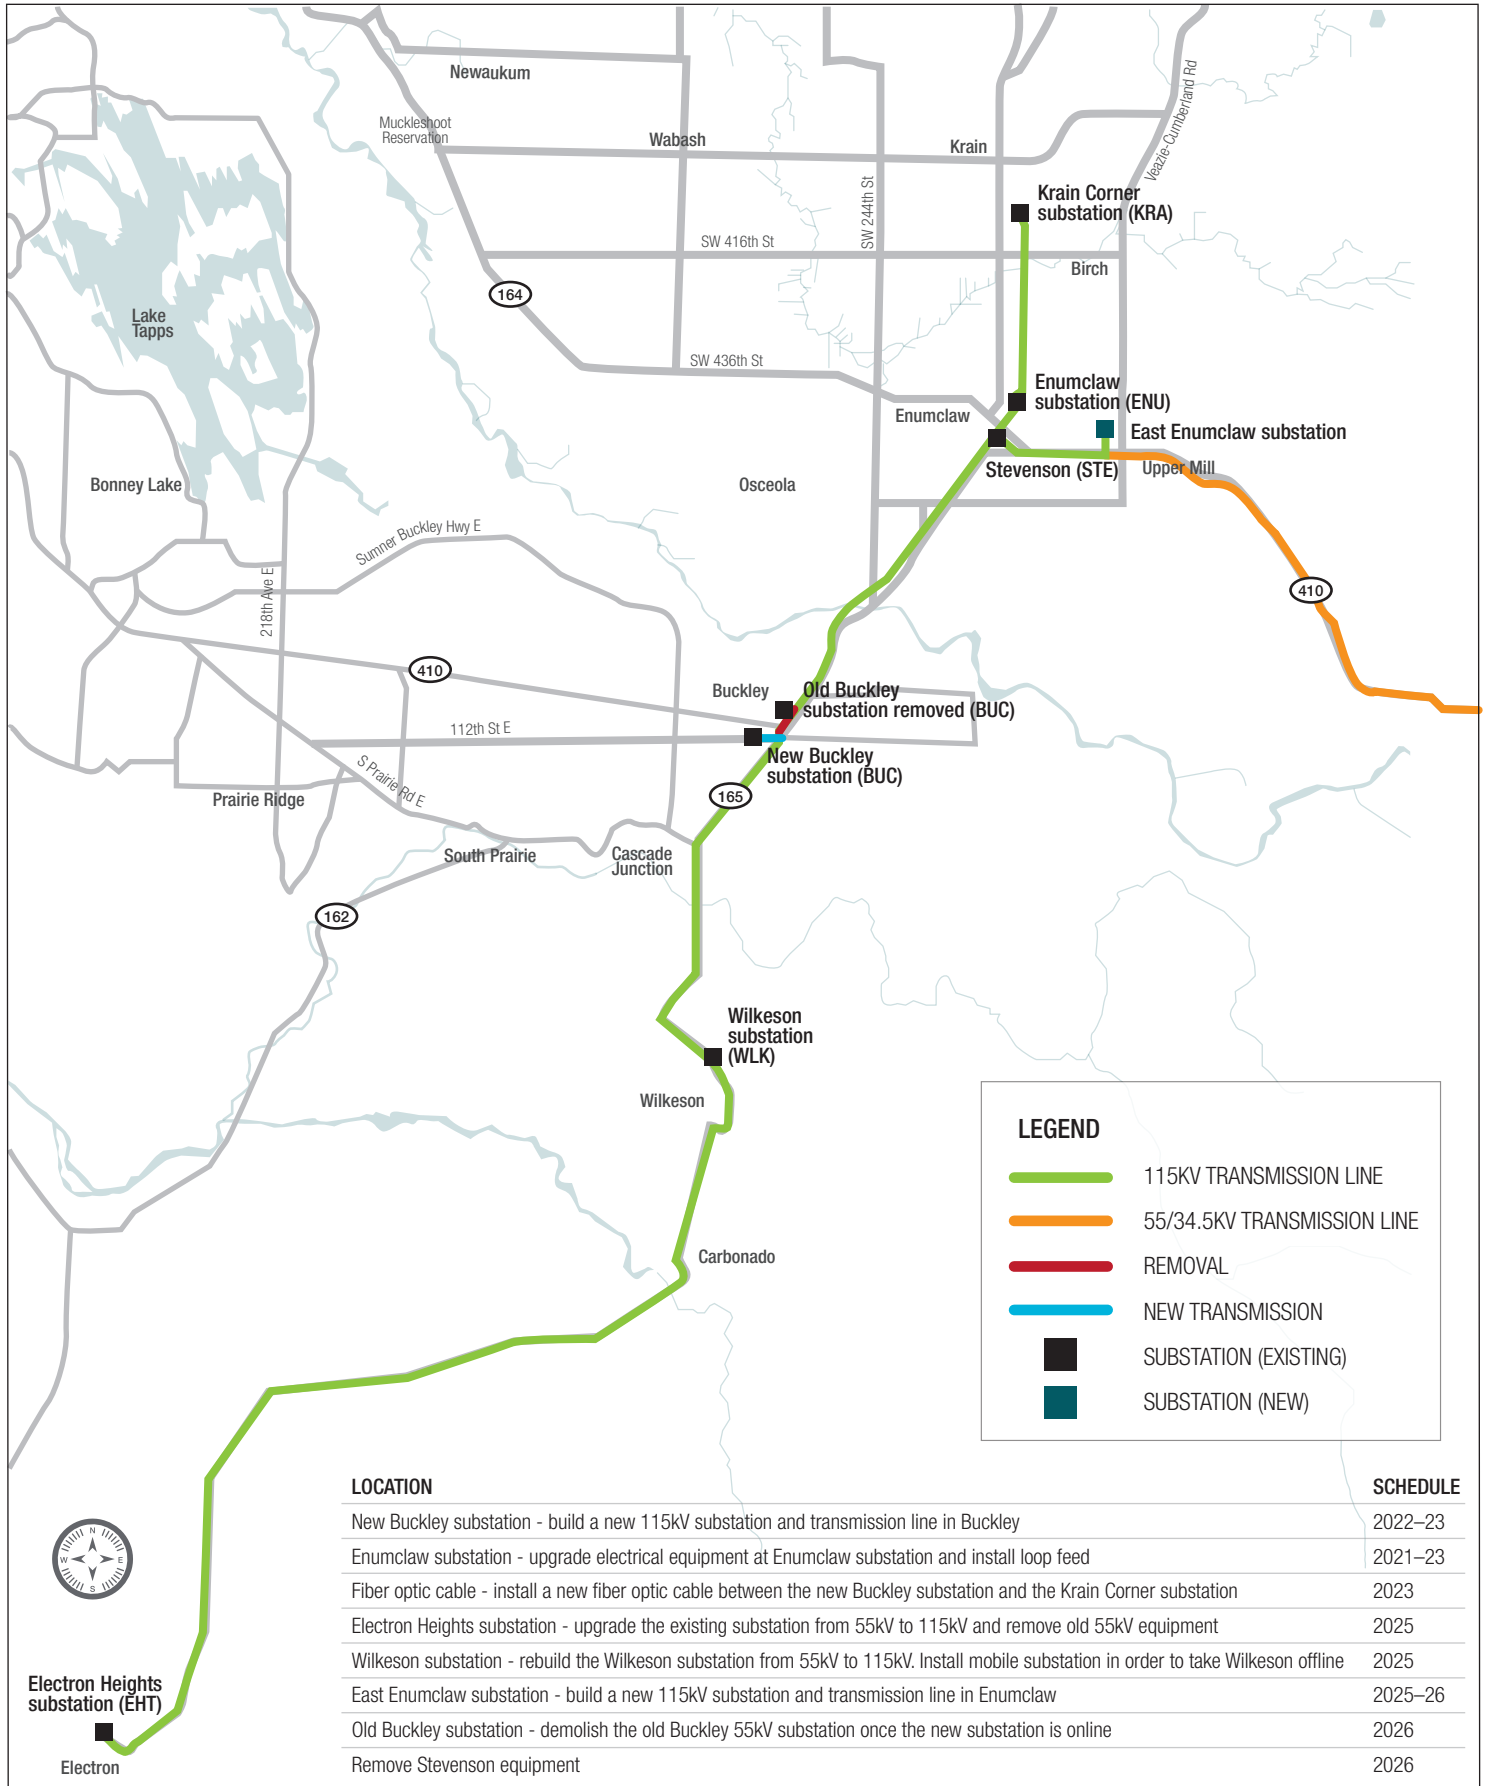 Newaukum
Muckleshoot
Reservation
Wabash
Krain
Veazie-Cumberland Rd
SW 244th St
Krain Corner
substation (KRA)
SW 416th St
Birch
164
Lake
Tapps
SW 436th St
Enumclaw
substation (ENU)
Enumclaw
East Enumclaw substation
Stevenson (STE)
Upper Mill
Bonney Lake
Osceola
Sumner Buckley Hwy E
218th Ave E
410
410
Buckley
Old Buckley
substation removed (BUC)
112th St E
New Buckley
substation (BUC)
S Prairie Rd E
165
Prairie Ridge
South Prairie
Cascade
Junction
162
Wilkeson
substation
(WLK)
Wilkeson
Carbonado
LEGEND
115KV TRANSMISSION LINE
55/34.5KV TRANSMISSION LINE
REMOVAL
NEW TRANSMISSION
SUBSTATION (EXISTING)
SUBSTATION (NEW)
N
W E
S
Electron Heights
substation (EHT)
Electron
LOCATION SCHEDULE
New Buckley substation - build a new 115kV substation and transmission line in Buckley 2022–23
Enumclaw substation - upgrade electrical equipment at Enumclaw substation and install loop feed 2021–23
Fiber optic cable - install a new fiber optic cable between the new Buckley substation and the Krain Corner substation 2023
Electron Heights substation - upgrade the existing substation from 55kV to 115kV and remove old 55kV equipment 2025
Wilkeson substation - rebuild the Wilkeson substation from 55kV to 115kV. Install mobile substation in order to take Wilkeson offline 2025
East Enumclaw substation - build a new 115kV substation and transmission line in Enumclaw 2025–26
Old Buckley substation - demolish the old Buckley 55kV substation once the new substation is online 2026
Remove Stevenson equipment 2026